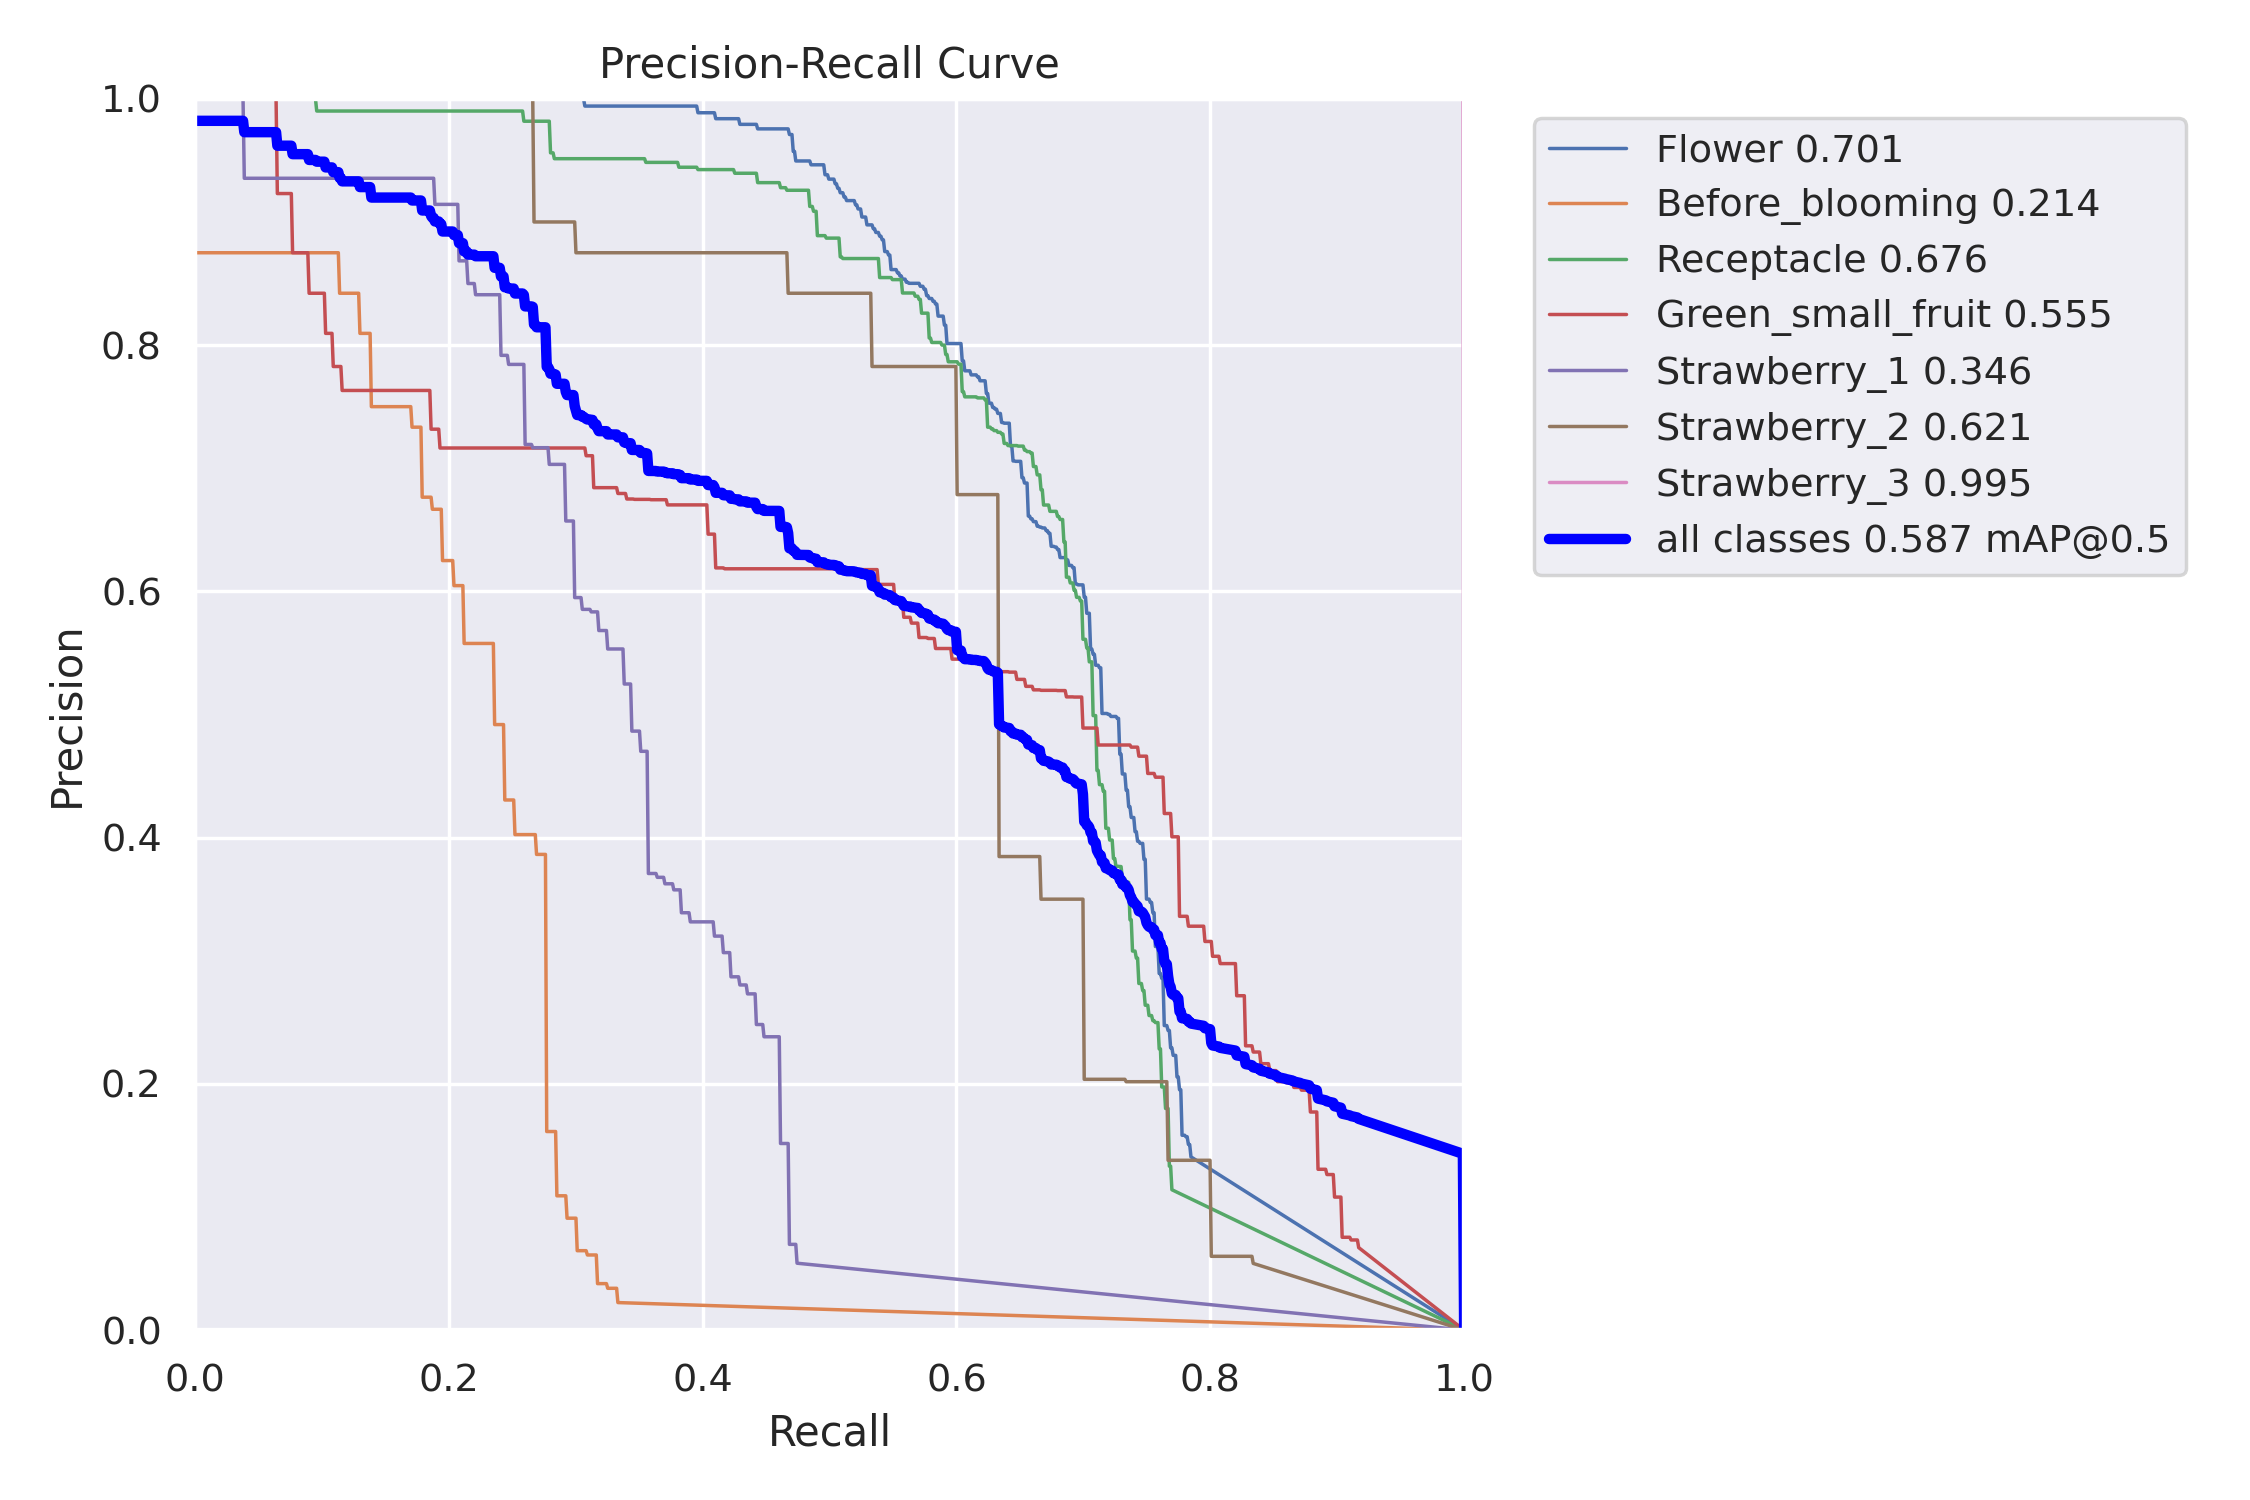 Precision-Recall Curve
1.0
0.8
0.6
0.4
0.2
0.0
Precision
0.0 0.2 0.4 0.6 0.8 1.0
Recall
Flower 0.701
Before_blooming 0.214
Receptacle 0.676
Green_small_fruit 0.555
Strawberry_1 0.346
Strawberry_2 0.621
Strawberry_3 0.995
all classes 0.587 mAP@0.5